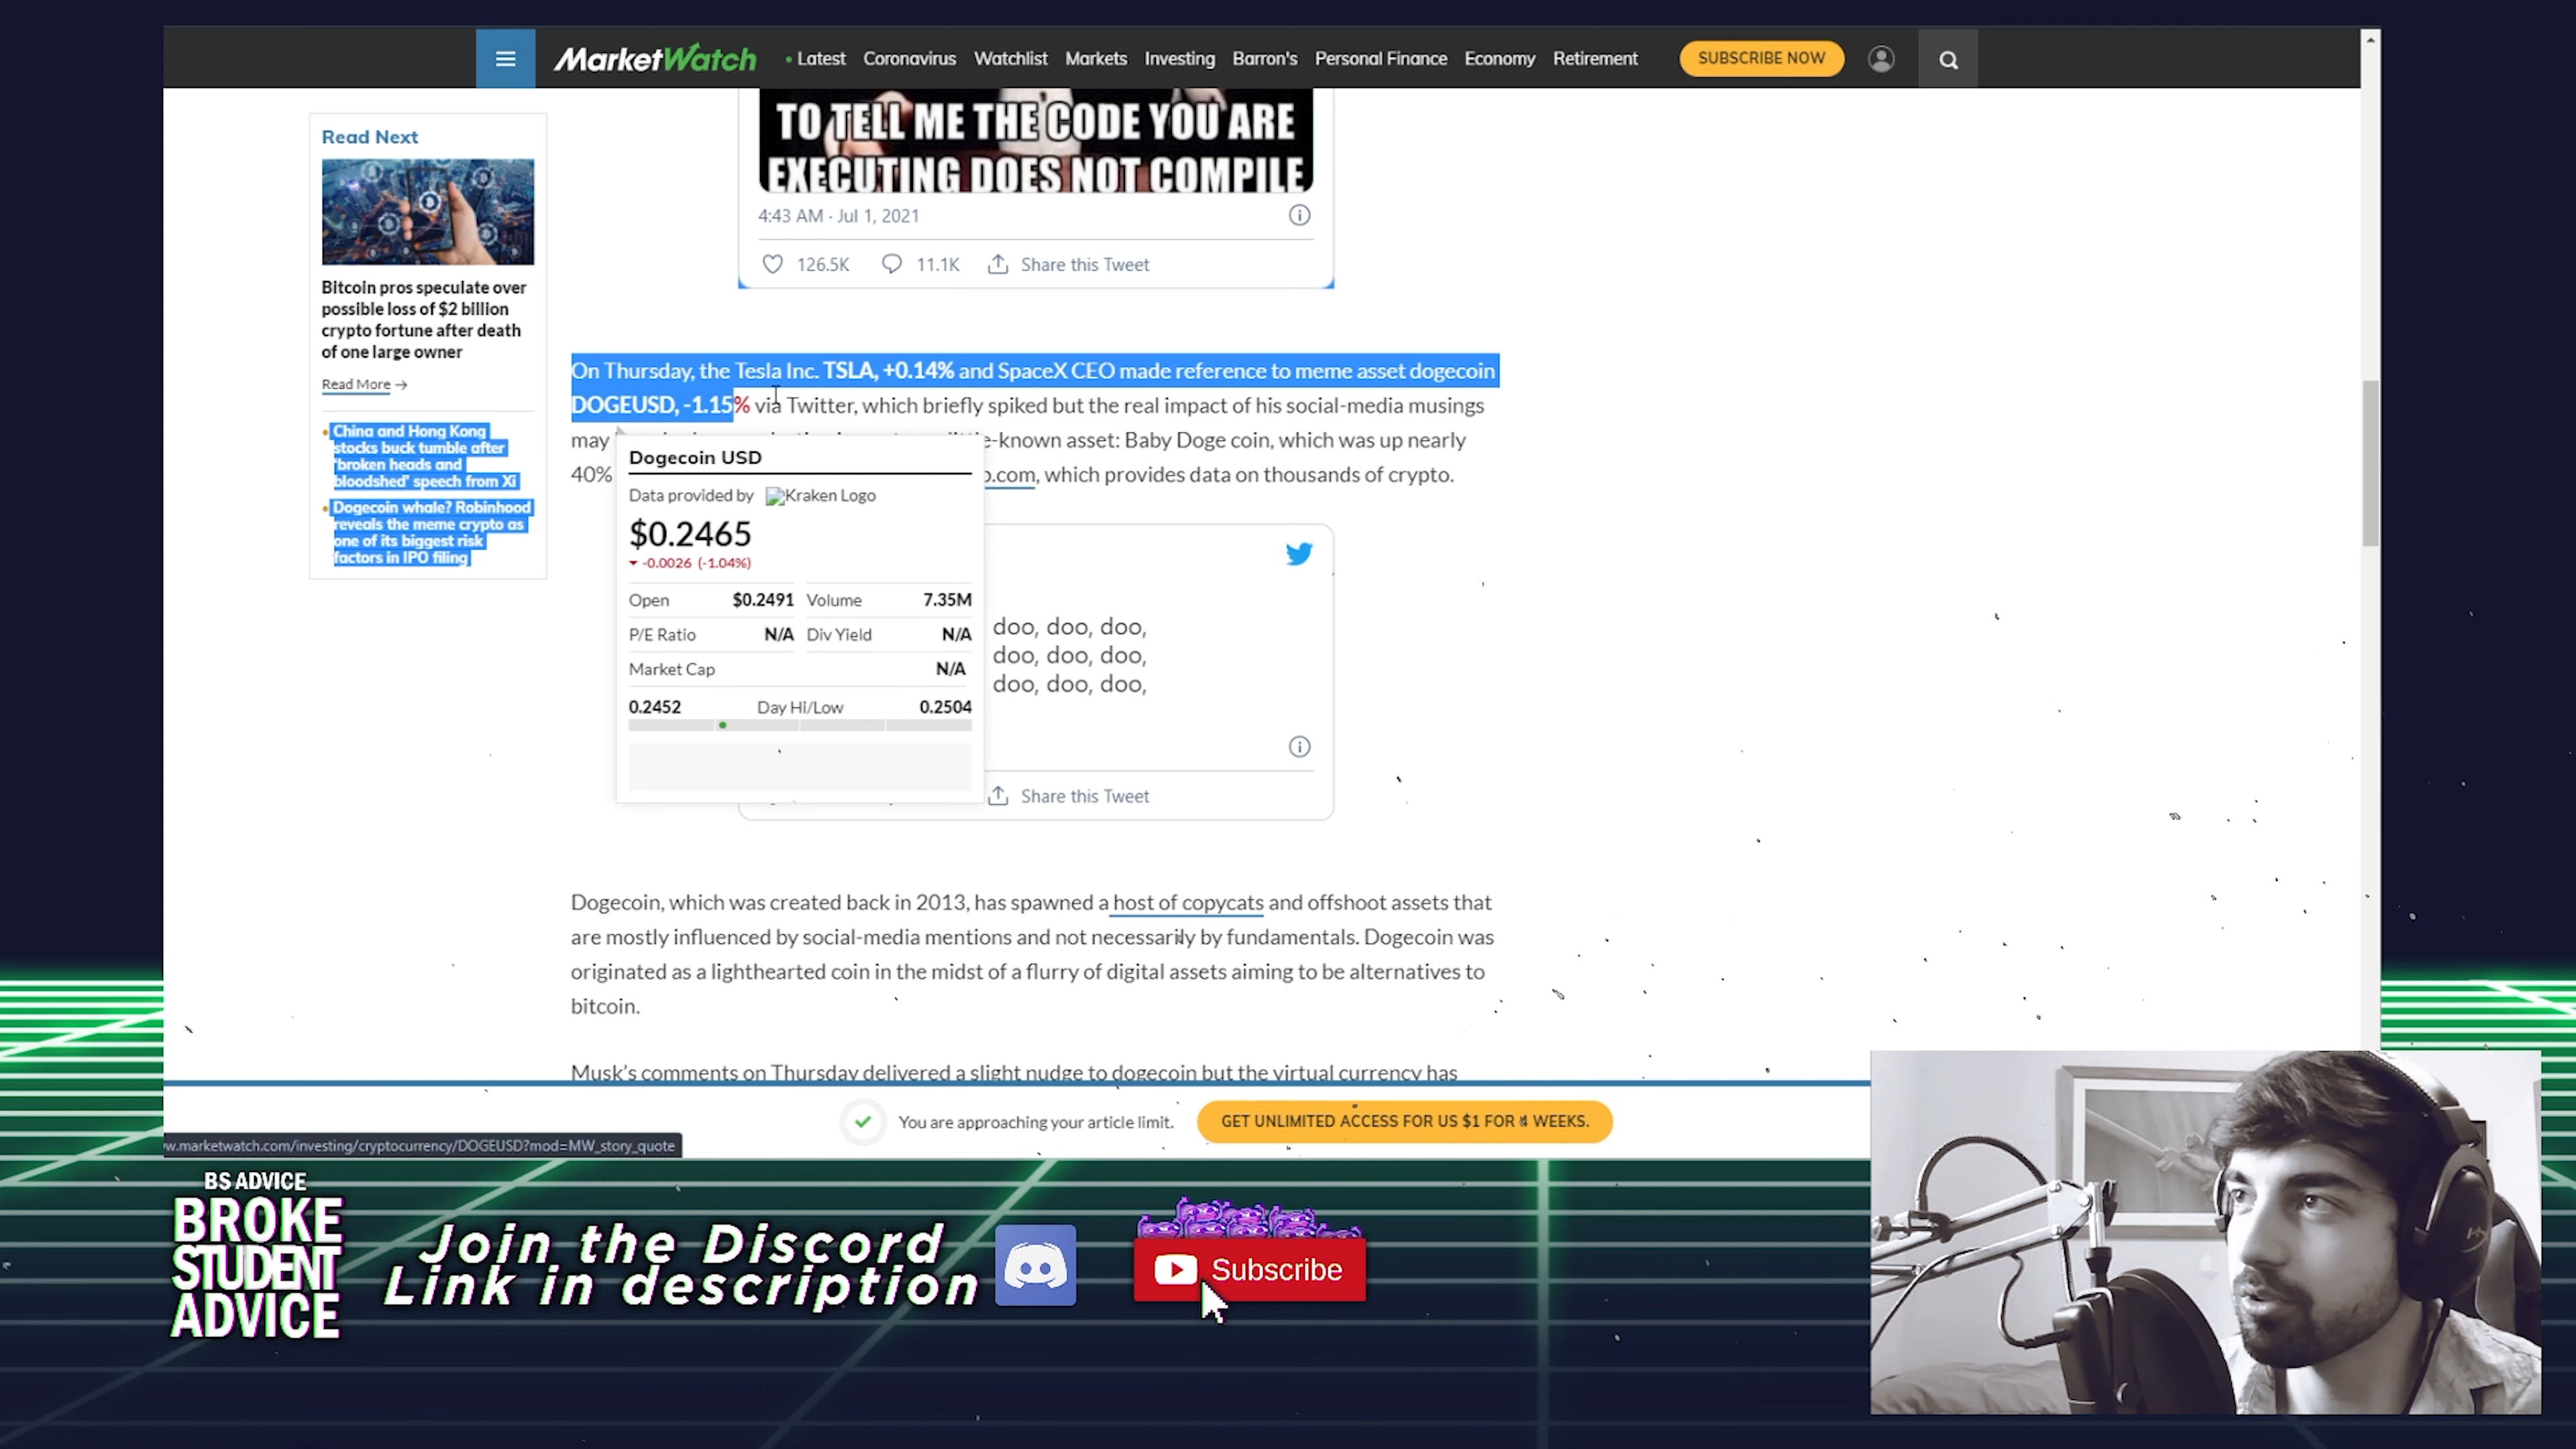 MarketWatch
Latest Coronavirus Watchlist Markets Investing Barron's Personal Finance Economy Retirement
SUBSCRIBE NOW
Read Next
Bitcoin pros speculate over
possible loss of $2 billion
crypto fortune after death
of one large owner
Read More →
• China and Hong Kong
stocks buck tumble after
'broken heads and
bloodshed' speech from Xi
• Dogecoin whale? Robinhood
reveals the meme crypto as
one of its biggest risk
factors in IPO filing
TO TELL ME THE CODE YOU ARE
EXECUTING DOES NOT COMPILE
4:43 AM · Jul 1, 2021
126.5K 11.1K Share this Tweet
On Thursday, the Tesla Inc. TSLA, +0.14% and SpaceX CEO made reference to meme asset dogecoin
DOGEUSD, -1.15% via Twitter, which briefly spiked but the real impact of his social-media musings
may -known asset: Baby Doge coin, which was up nearly
40% .com, which provides data on thousands of crypto.
Dogecoin USD
Data provided by Kraken Logo
$0.2465
-0.0026 (-1.04%)
Open $0.2491 Volume 7.35M
P/E Ratio N/A Div Yield N/A
Market Cap N/A
0.2452 Day Hi/Low 0.2504
doo, doo, doo,
doo, doo, doo,
doo, doo, doo,
Share this Tweet
Dogecoin, which was created back in 2013, has spawned a host of copycats and offshoot assets that
are mostly influenced by social-media mentions and not necessarily by fundamentals. Dogecoin was
originated as a lighthearted coin in the midst of a flurry of digital assets aiming to be alternatives to
bitcoin.
Musk's comments on Thursday delivered a slight nudge to dogecoin but the virtual currency has
You are approaching your article limit. GET UNLIMITED ACCESS FOR US $1 FOR 4 WEEKS.
w.marketwatch.com/investing/cryptocurrency/DOGEUSD?mod=MW_story_quote
BS ADVICE
BROKE
STUDENT
ADVICE
Join the Discord
Link in description
Subscribe